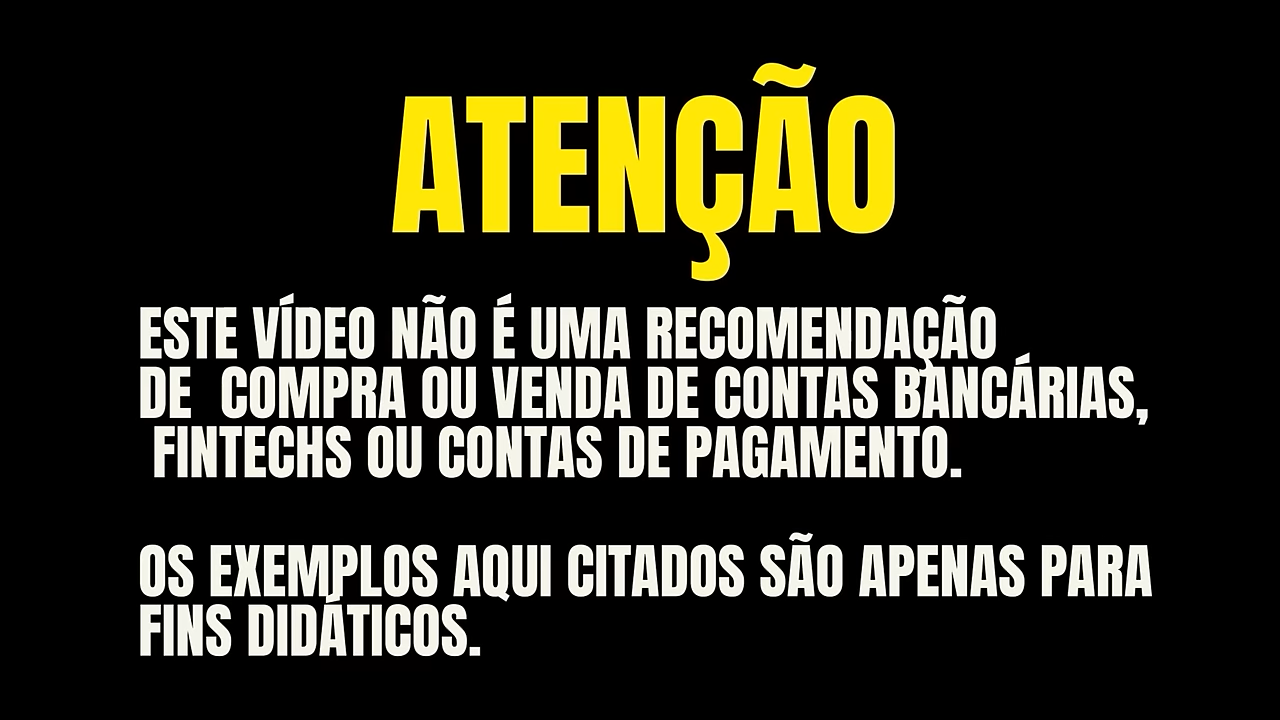 ATENÇÃO
ESTE VÍDEO NÃO É UMA RECOMENDAÇÃO
DE COMPRA OU VENDA DE CONTAS BANCÁRIAS,
FINTECHS OU CONTAS DE PAGAMENTO.
OS EXEMPLOS AQUI CITADOS SÃO APENAS PARA
FINS DIDÁTICOS.